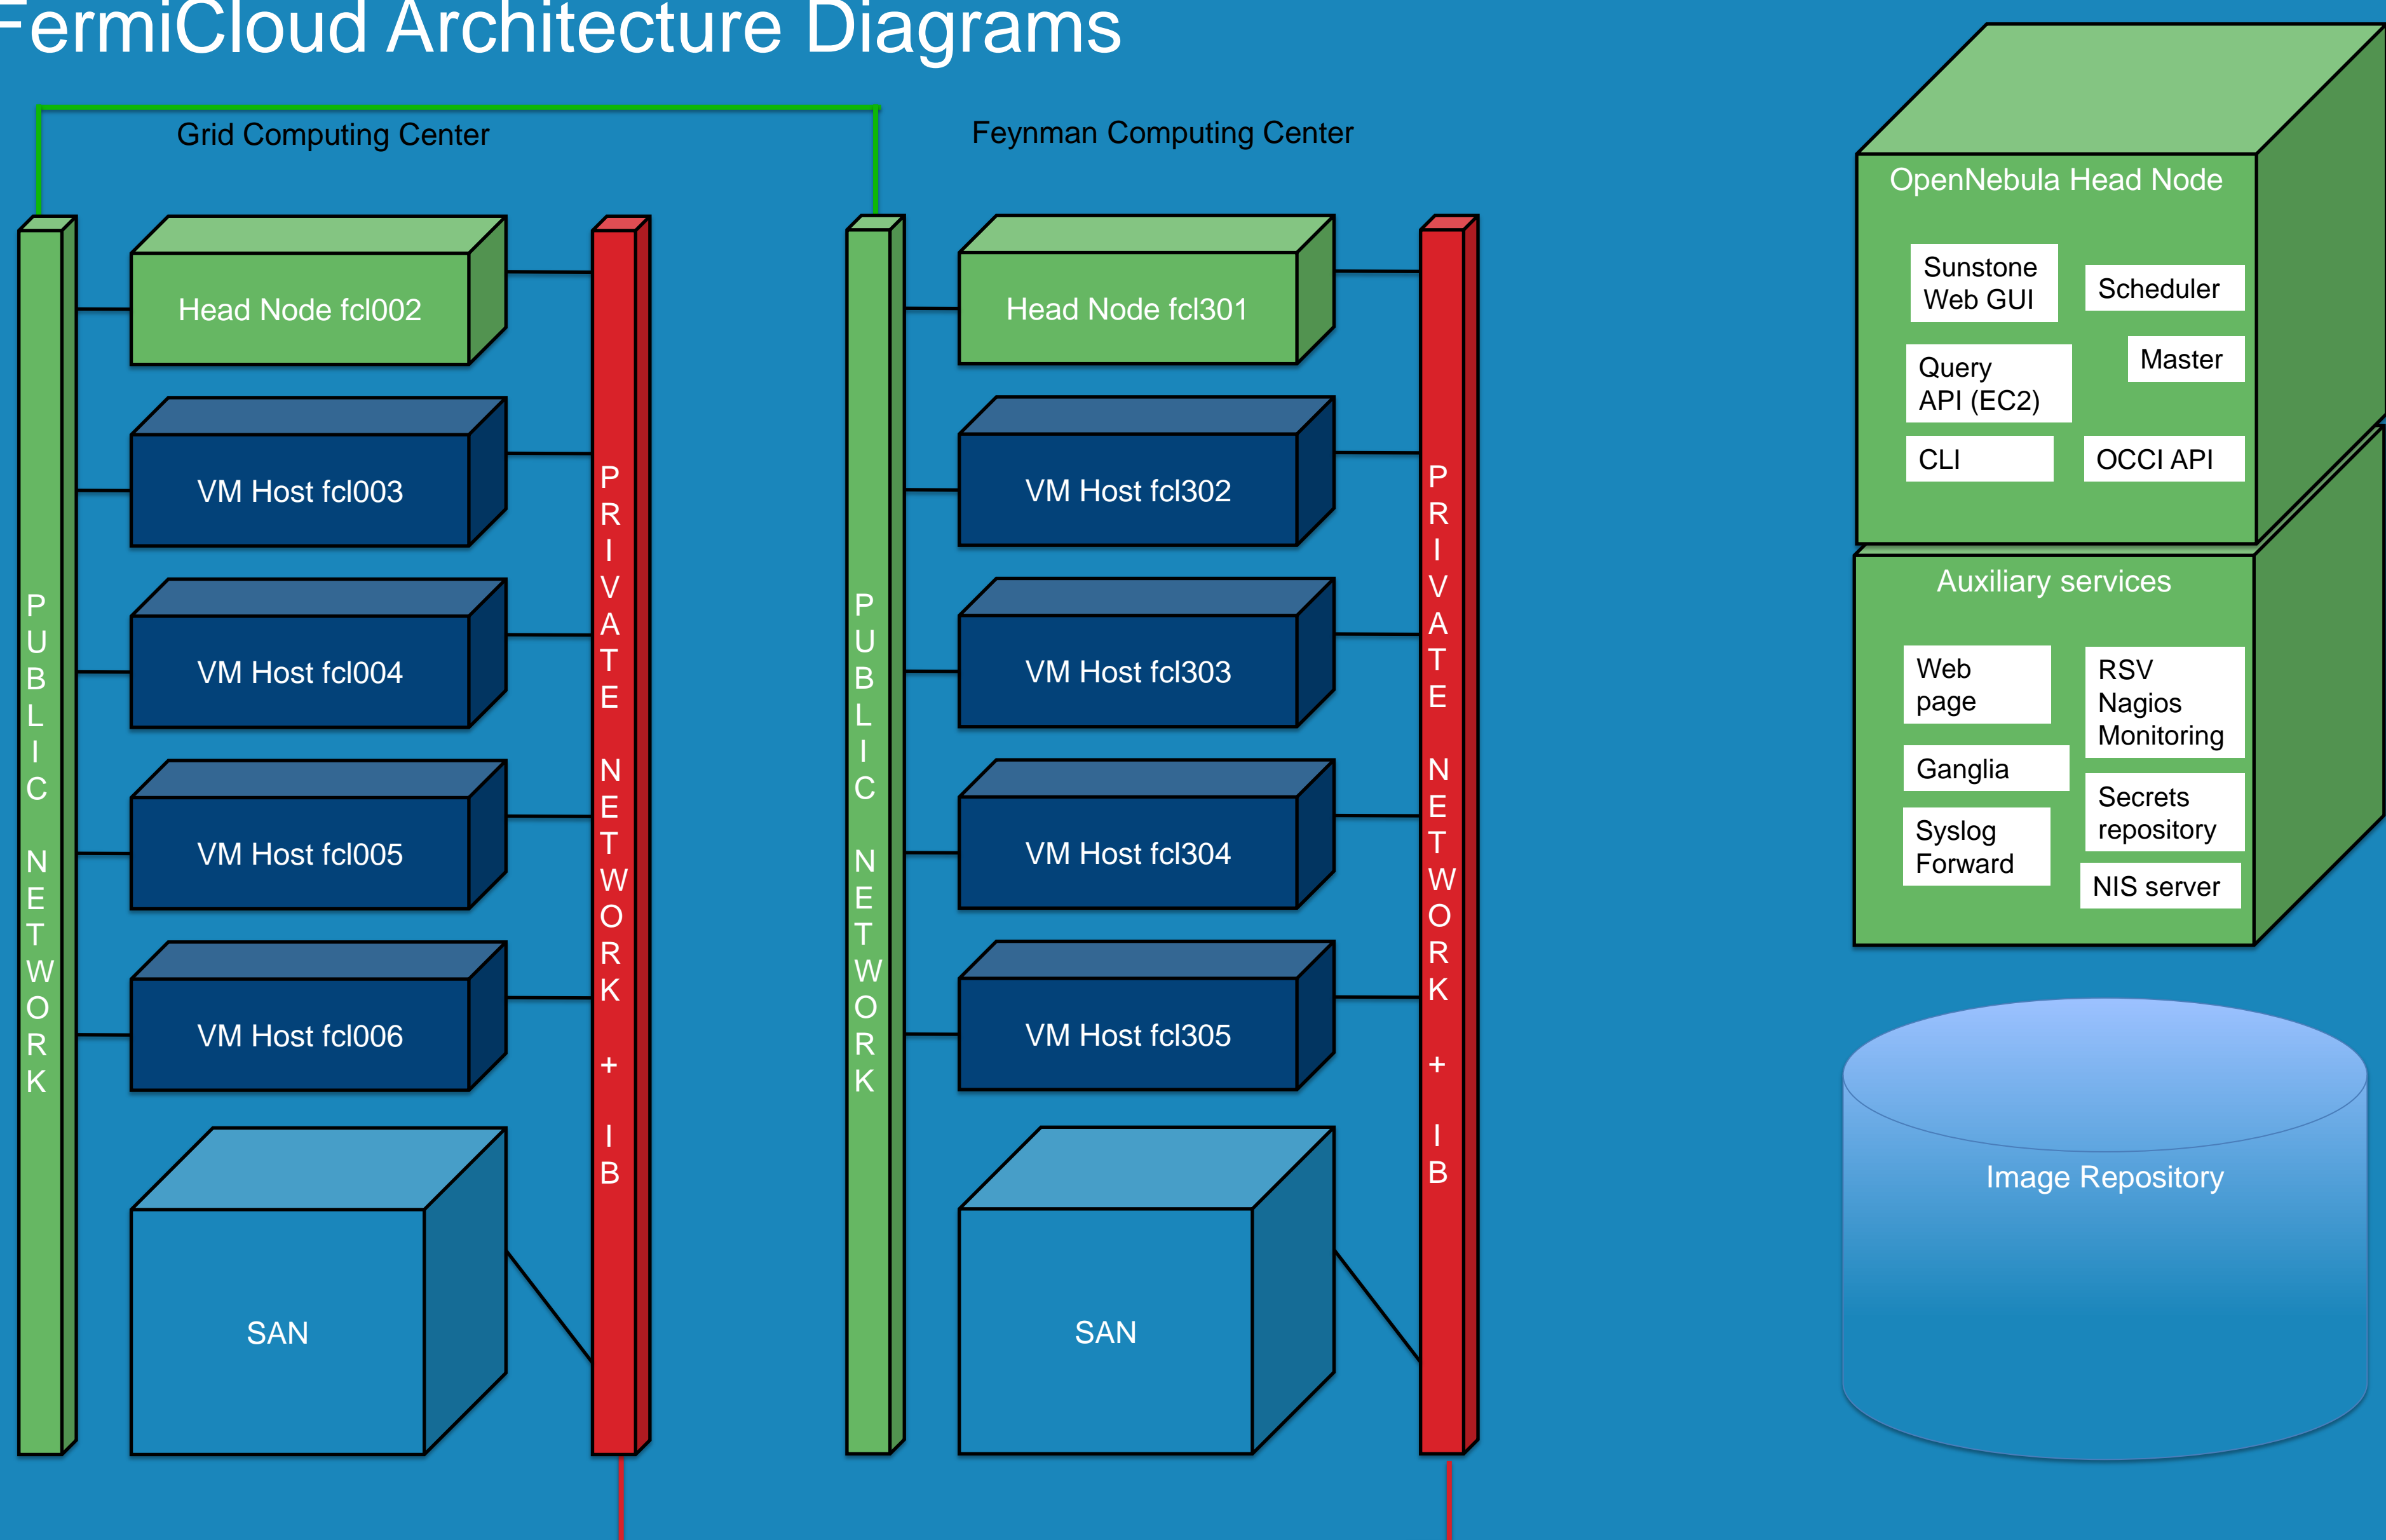 FermiCloud Architecture Diagrams
Grid Computing Center
Feynman Computing Center
PUBLIC NETWORK
Head Node fcl002
VM Host fcl003
VM Host fcl004
VM Host fcl005
VM Host fcl006
SAN
PRIVATE NETWORK + IB
PUBLIC NETWORK
Head Node fcl301
VM Host fcl302
VM Host fcl303
VM Host fcl304
VM Host fcl305
SAN
PRIVATE NETWORK + IB
OpenNebula Head Node
Sunstone
Web GUI
Scheduler
Query
API (EC2)
Master
CLI
OCCI API
Auxiliary services
Web
page
RSV
Nagios
Monitoring
Ganglia
Secrets
repository
Syslog
Forward
NIS server
Image Repository